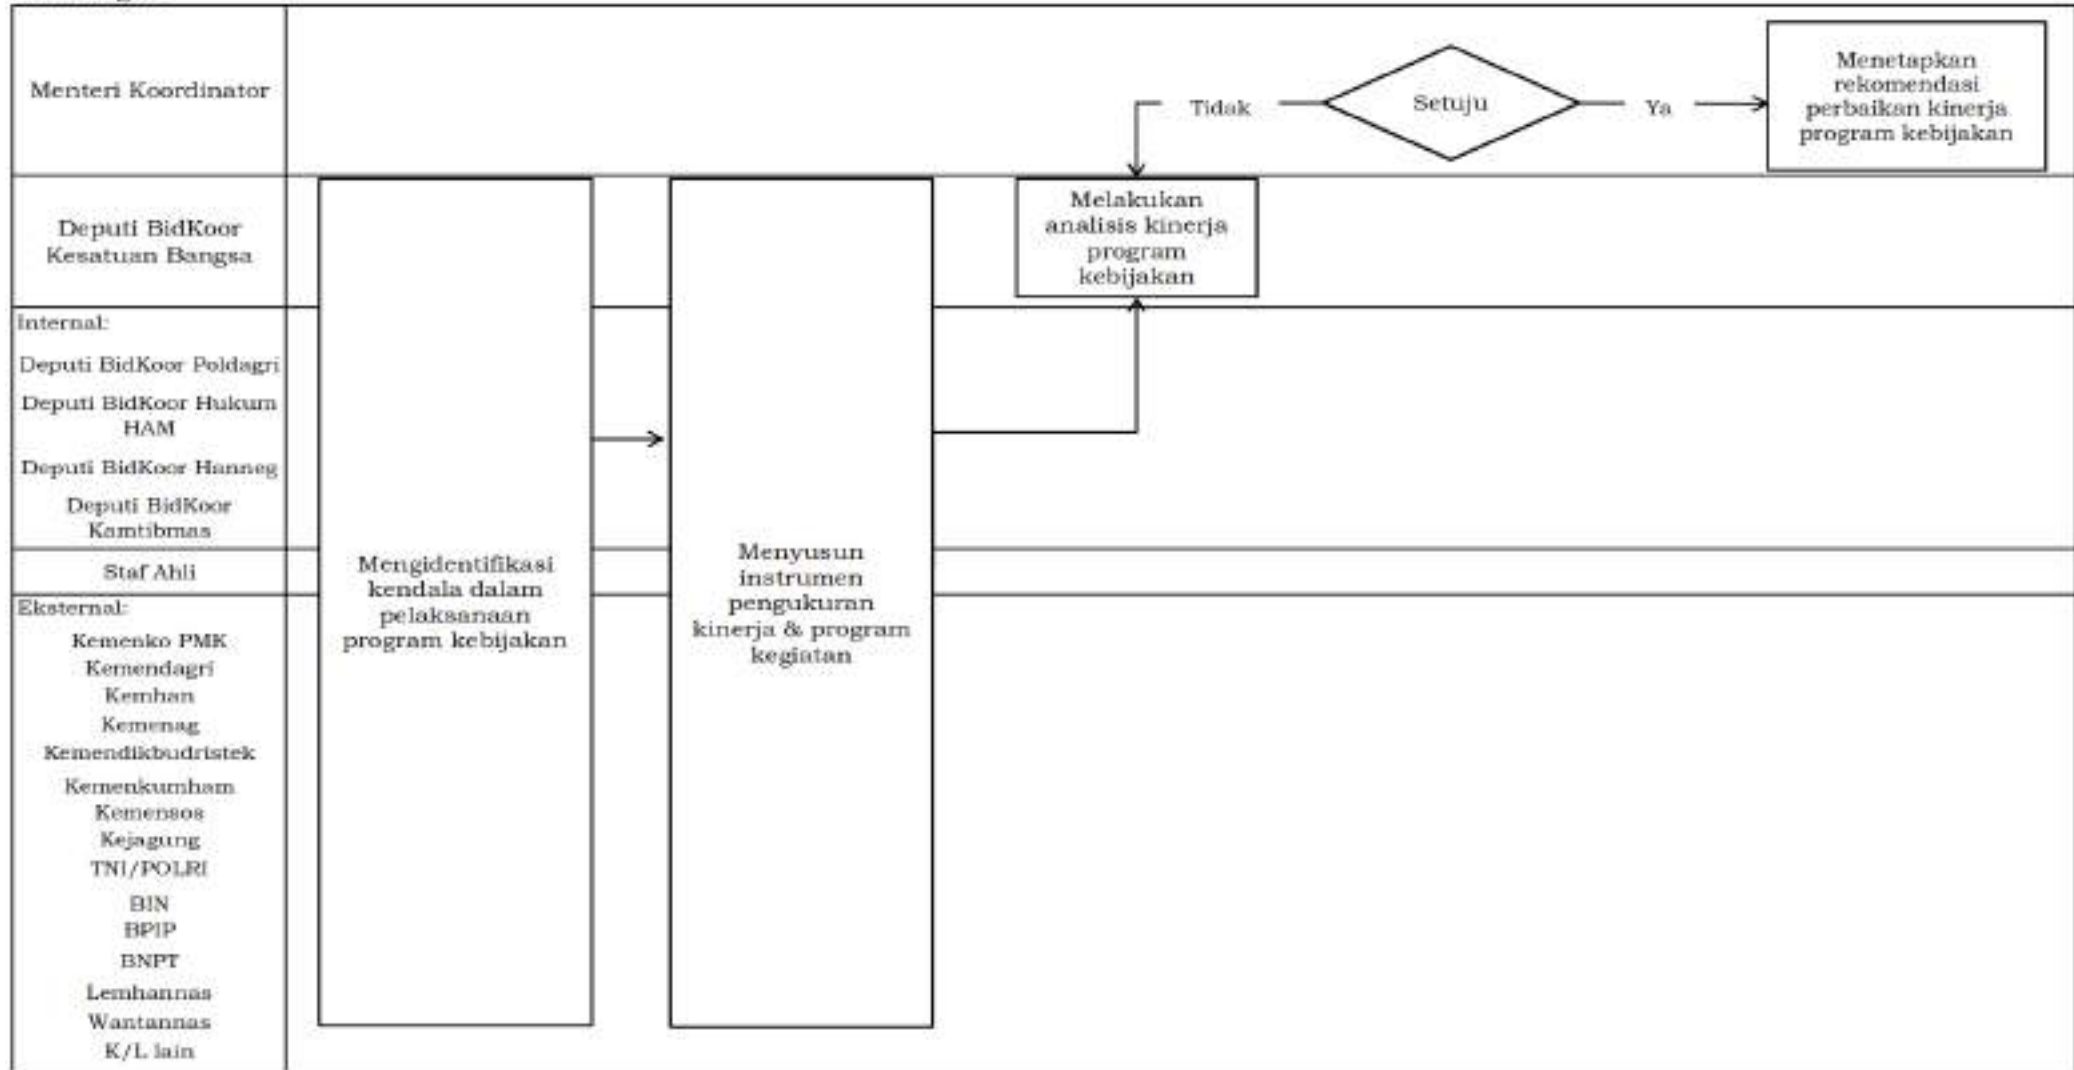 Menteri Koordinator
Tidak
Setuju
Ya
Menetapkan
rekomendasi
perbaikan kinerja
program kebijakan
Deputi BidKoor
Kesatuan Bangsa
Melakukan
analisis kinerja
program
kebijakan
Internal:
Deputi BidKoor Poldagri
Deputi BidKoor Hukum
HAM
Deputi BidKoor Hanneg
Deputi BidKoor
Kamtibmas
Staf Ahli
Mengidentifikasi
kendala dalam
pelaksanaan
program kebijakan
Menyusun
instrumen
pengukuran
kinerja & program
kegiatan
Eksternal:
Kemenko PMK
Kemendagri
Kemhan
Kemenag
Kemendikbudristek
Kemenkumham
Kemensos
Kejagung
TNI/POLRI
BIN
BPIP
BNPT
Lemhannas
Wantannas
K/L lain